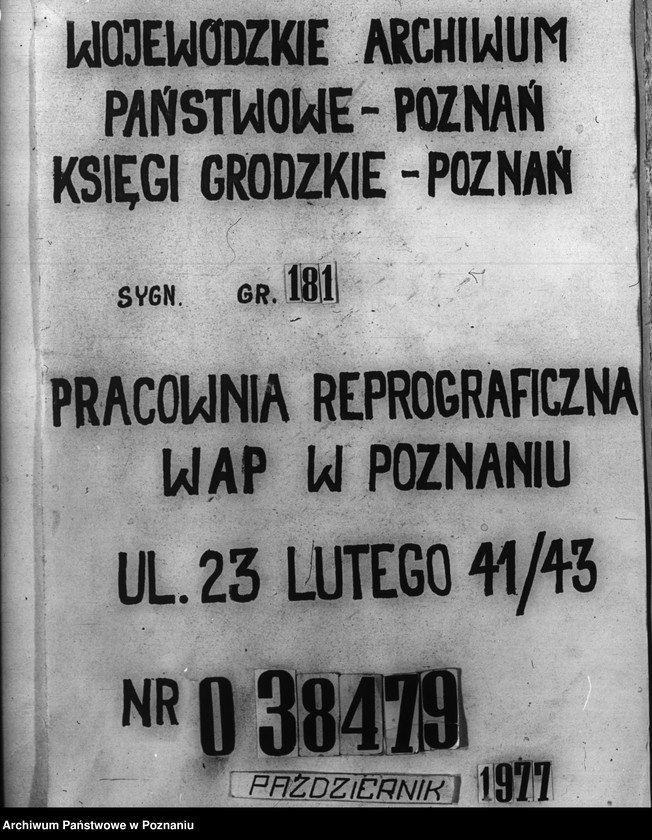 WOJEWÓDZKIE ARCHIWUM
PAŃSTWOWE - POZNAŃ
KSIĘGI GRODZKIE - POZNAŃ
SYGN. GR. 181
PRACOWNIA REPROGRAFICZNA
WAP W POZNANIU
UL. 23 LUTEGO 41/43
NR 0 38479
PAŹDZIERNIK 1977
Archiwum Państwowe w Poznaniu